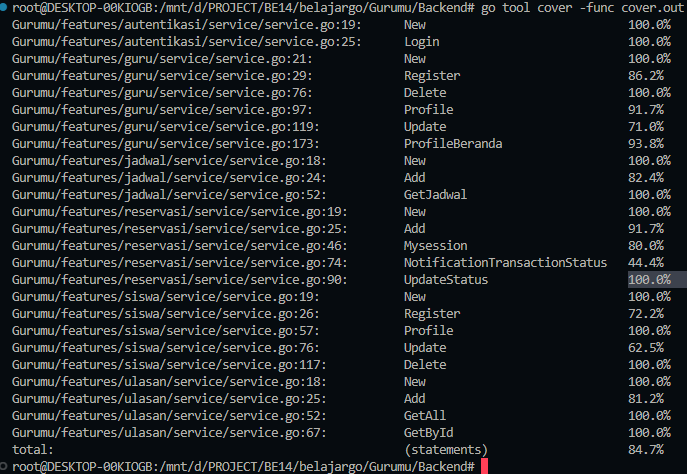 root@DESKTOP-00KIOGB:/mnt/d/PROJECT/BE14/belajargo/Gurumu/Backend# go tool cover -func cover.out
Gurumu/features/autentikasi/service/service.go:19: New 100.0%
Gurumu/features/autentikasi/service/service.go:25: Login 100.0%
Gurumu/features/guru/service/service.go:21: New 100.0%
Gurumu/features/guru/service/service.go:29: Register 86.2%
Gurumu/features/guru/service/service.go:76: Delete 100.0%
Gurumu/features/guru/service/service.go:97: Profile 91.7%
Gurumu/features/guru/service/service.go:119: Update 71.0%
Gurumu/features/guru/service/service.go:173: ProfileBeranda 93.8%
Gurumu/features/jadwal/service/service.go:18: New 100.0%
Gurumu/features/jadwal/service/service.go:24: Add 82.4%
Gurumu/features/jadwal/service/service.go:52: GetJadwal 100.0%
Gurumu/features/reservasi/service/service.go:19: New 100.0%
Gurumu/features/reservasi/service/service.go:25: Add 91.7%
Gurumu/features/reservasi/service/service.go:46: Mysession 80.0%
Gurumu/features/reservasi/service/service.go:74: NotificationTransactionStatus 44.4%
Gurumu/features/reservasi/service/service.go:90: UpdateStatus 100.0%
Gurumu/features/siswa/service/service.go:19: New 100.0%
Gurumu/features/siswa/service/service.go:26: Register 72.2%
Gurumu/features/siswa/service/service.go:57: Profile 100.0%
Gurumu/features/siswa/service/service.go:76: Update 62.5%
Gurumu/features/siswa/service/service.go:117: Delete 100.0%
Gurumu/features/ulasan/service/service.go:18: New 100.0%
Gurumu/features/ulasan/service/service.go:25: Add 81.2%
Gurumu/features/ulasan/service/service.go:52: GetAll 100.0%
Gurumu/features/ulasan/service/service.go:67: GetById 100.0%
total: (statements) 84.7%
root@DESKTOP-00KIOGB:/mnt/d/PROJECT/BE14/belajargo/Gurumu/Backend#